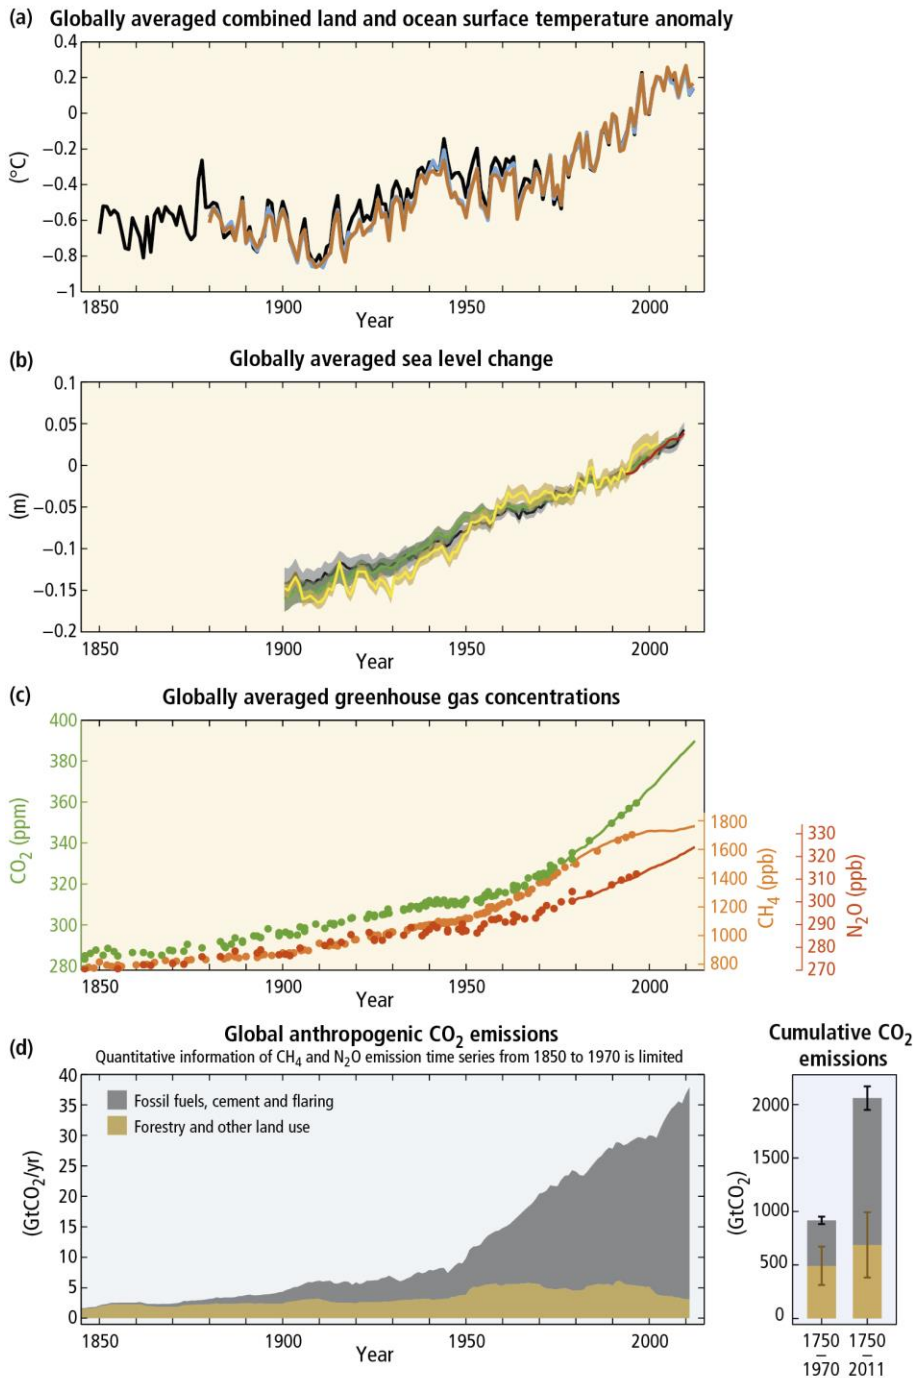 (a) Globally averaged combined land and ocean surface temperature anomaly
0.4
0.2
0
−0.2
−0.4
−0.6
−0.8
−1
(°C)
1850 1900 1950 2000
Year
(b) Globally averaged sea level change
0.1
0.05
0
−0.05
−0.1
−0.15
−0.2
(m)
1850 1900 1950 2000
Year
(c) Globally averaged greenhouse gas concentrations
400
380
360
340
320
300
280
CO₂ (ppm)
1800
1600
1400
1200
1000
800
CH₄ (ppb)
330
320
310
300
290
280
270
N₂O (ppb)
1850 1900 1950 2000
Year
(d) Global anthropogenic CO₂ emissions
Quantitative information of CH₄ and N₂O emission time series from 1850 to 1970 is limited
40
35
30
25
20
15
10
5
0
(GtCO₂/yr)
Fossil fuels, cement and flaring
Forestry and other land use
1850 1900 1950 2000
Year
Cumulative CO₂
emissions
2000
1500
1000
500
0
(GtCO₂)
1750 1750
– –
1970 2011